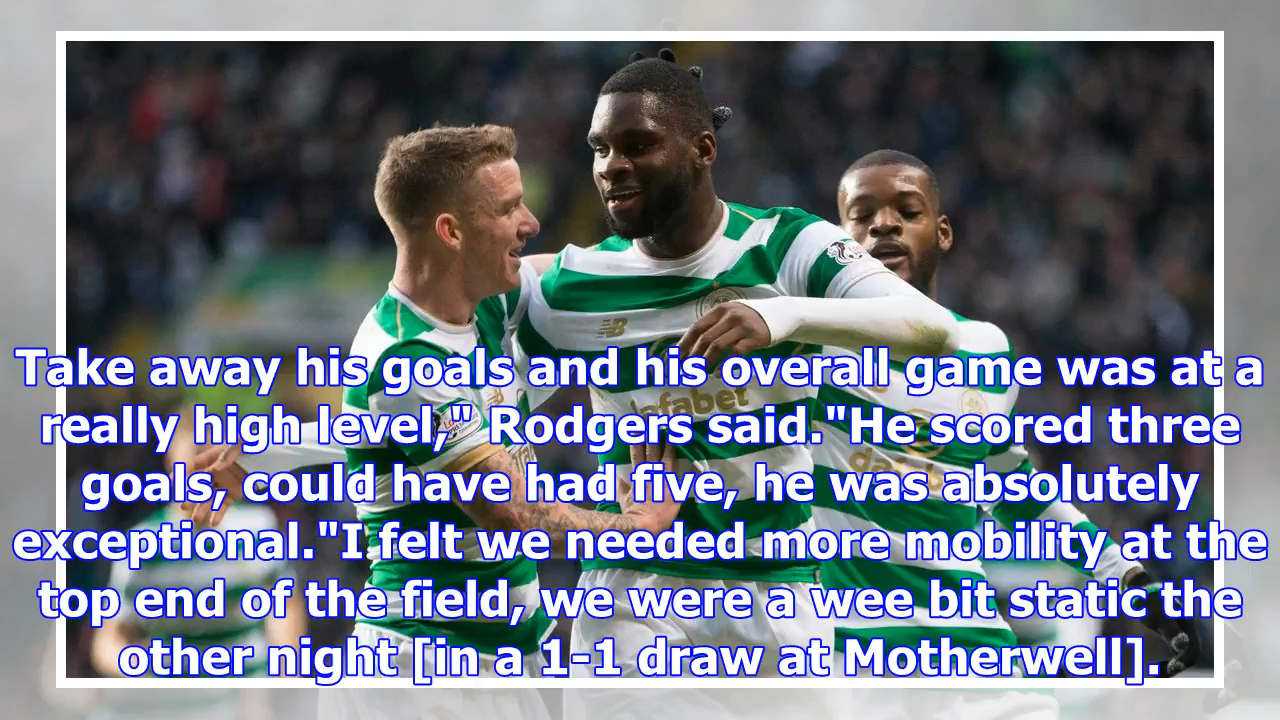 Take away his goals and his overall game was at a
really high level," Rodgers said."He scored three
goals, could have had five, he was absolutely
exceptional."I felt we needed more mobility at the
top end of the field, we were a wee bit static the
other night [in a 1-1 draw at Motherwell].
dafabet